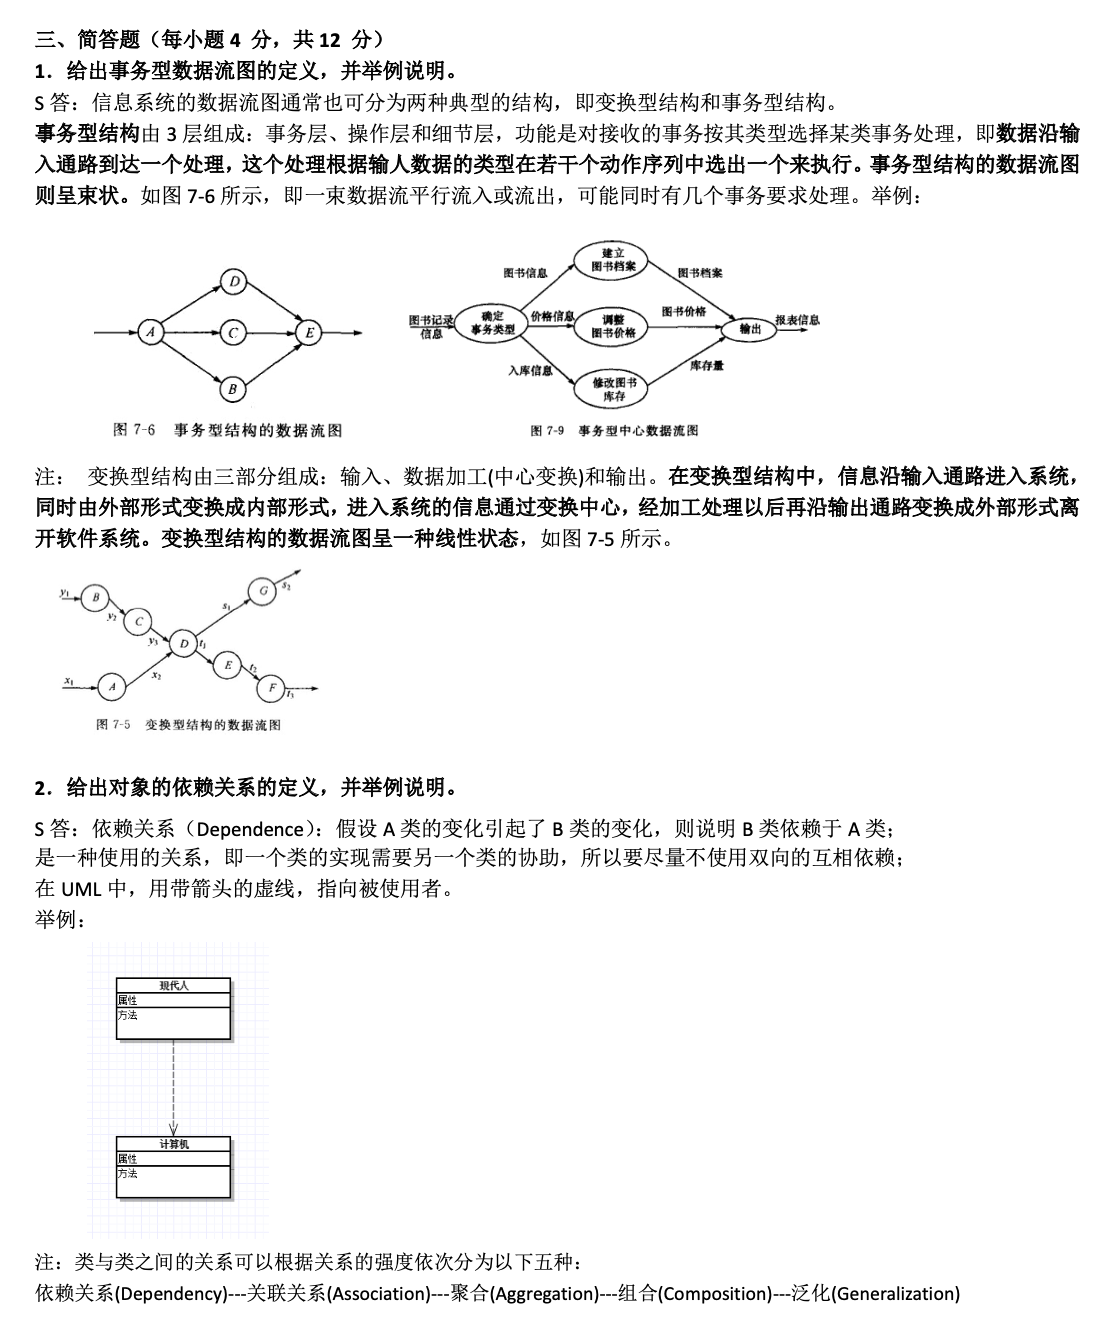 三、简答题（每小题 4 分，共 12 分）
1．给出事务型数据流图的定义，并举例说明。
S 答：信息系统的数据流图通常也可分为两种典型的结构，即变换型结构和事务型结构。
事务型结构由 3 层组成：事务层、操作层和细节层，功能是对接收的事务按其类型选择某类事务处理，即数据沿输
入通路到达一个处理，这个处理根据输人数据的类型在若干个动作序列中选出一个来执行。事务型结构的数据流图
则呈束状。如图 7-6 所示，即一束数据流平行流入或流出，可能同时有几个事务要求处理。举例：
A
D
C
B
E
图 7-6 事务型结构的数据流图
图书记录
信息
确定
事务类型
图书信息
价格信息
入库信息
建立
图书档案
调整
图书价格
修改图书
库存
图书档案
图书价格
库存量
输出
报表信息
图 7-9 事务型中心数据流图
注： 变换型结构由三部分组成：输入、数据加工(中心变换)和输出。在变换型结构中，信息沿输入通路进入系统，
同时由外部形式变换成内部形式，进入系统的信息通过变换中心，经加工处理以后再沿输出通路变换成外部形式离
开软件系统。变换型结构的数据流图呈一种线性状态，如图 7-5 所示。
y₁
B
y₂
C
y₃
x₁
A
x₂
D
s₁
G
s₂
t₁
E
t₂
F
t₃
图 7-5 变换型结构的数据流图
2．给出对象的依赖关系的定义，并举例说明。
S 答：依赖关系（Dependence）：假设 A 类的变化引起了 B 类的变化，则说明 B 类依赖于 A 类；
是一种使用的关系，即一个类的实现需要另一个类的协助，所以要尽量不使用双向的互相依赖；
在 UML 中，用带箭头的虚线，指向被使用者。
举例：
现代人
属性
方法
计算机
属性
方法
注：类与类之间的关系可以根据关系的强度依次分为以下五种：
依赖关系(Dependency)---关联关系(Association)---聚合(Aggregation)---组合(Composition)---泛化(Generalization)